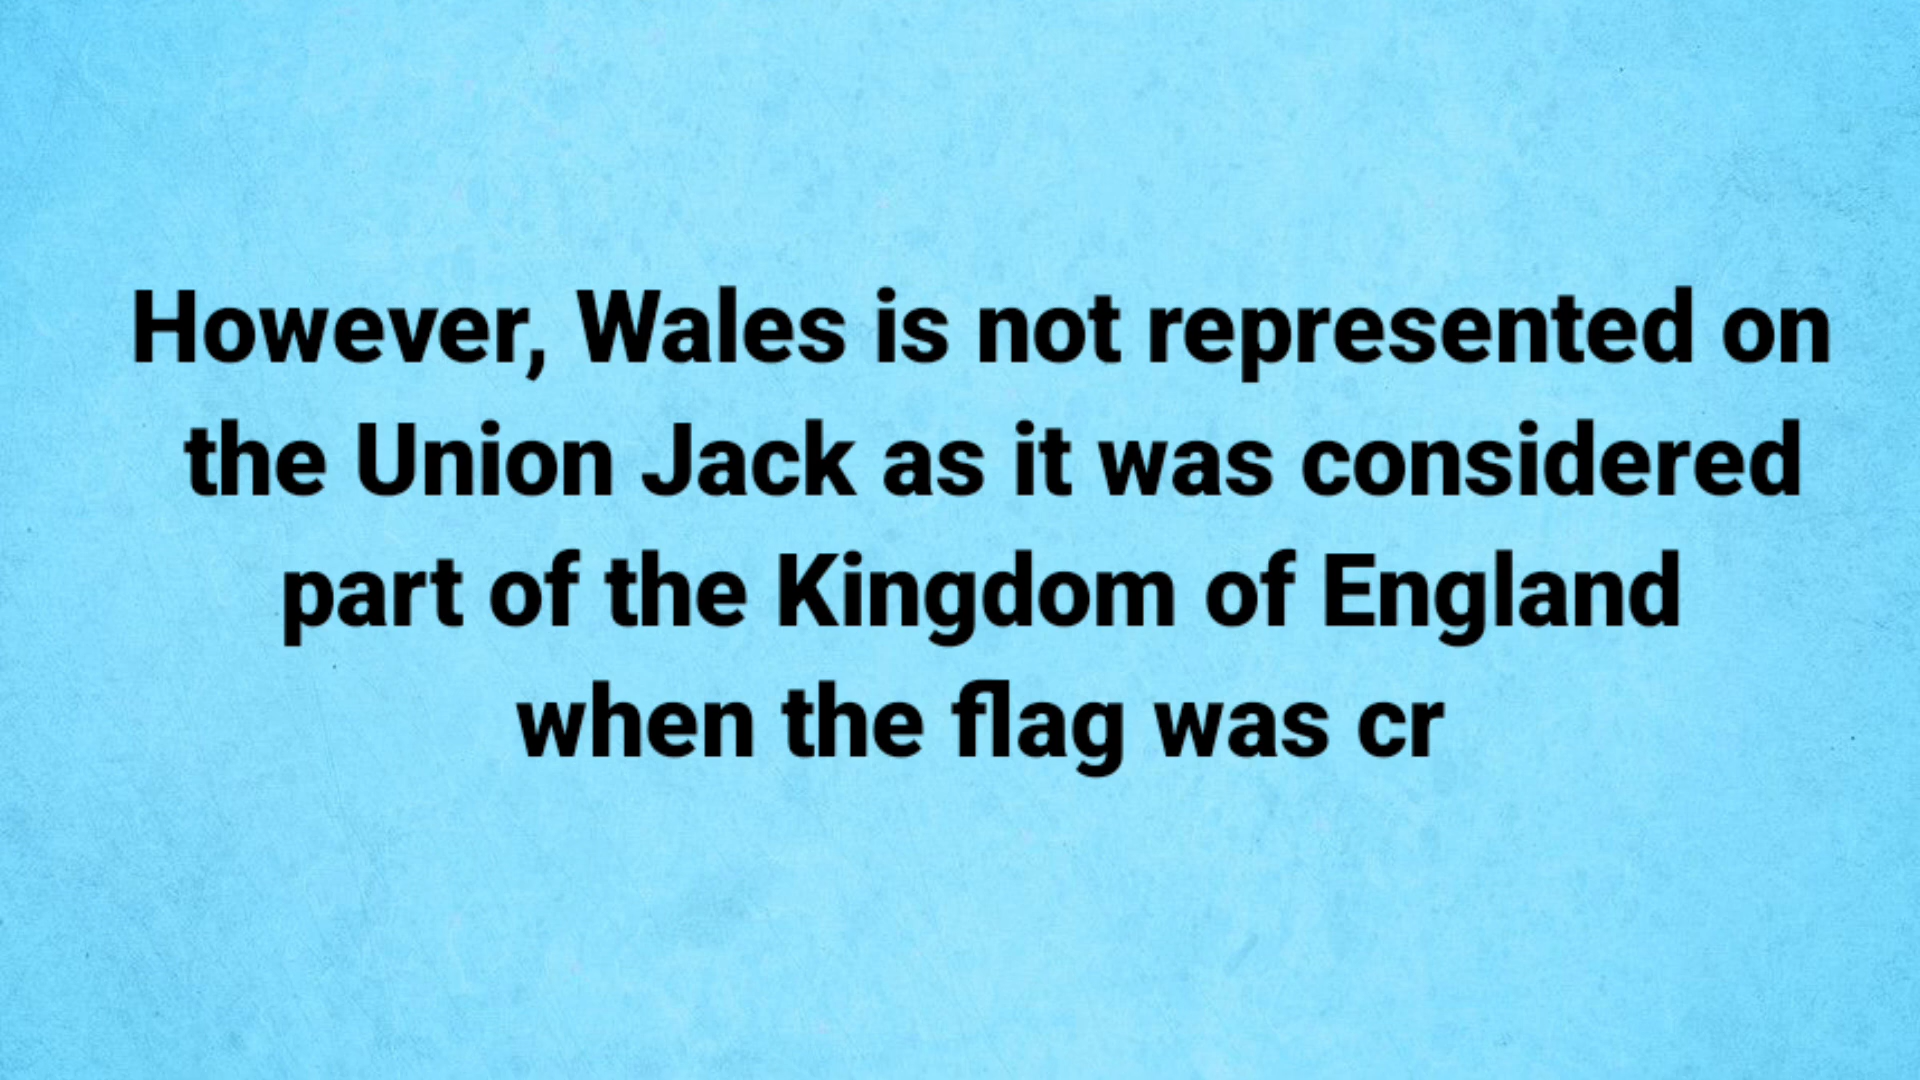 However, Wales is not represented on
the Union Jack as it was considered
part of the Kingdom of England
when the flag was cr